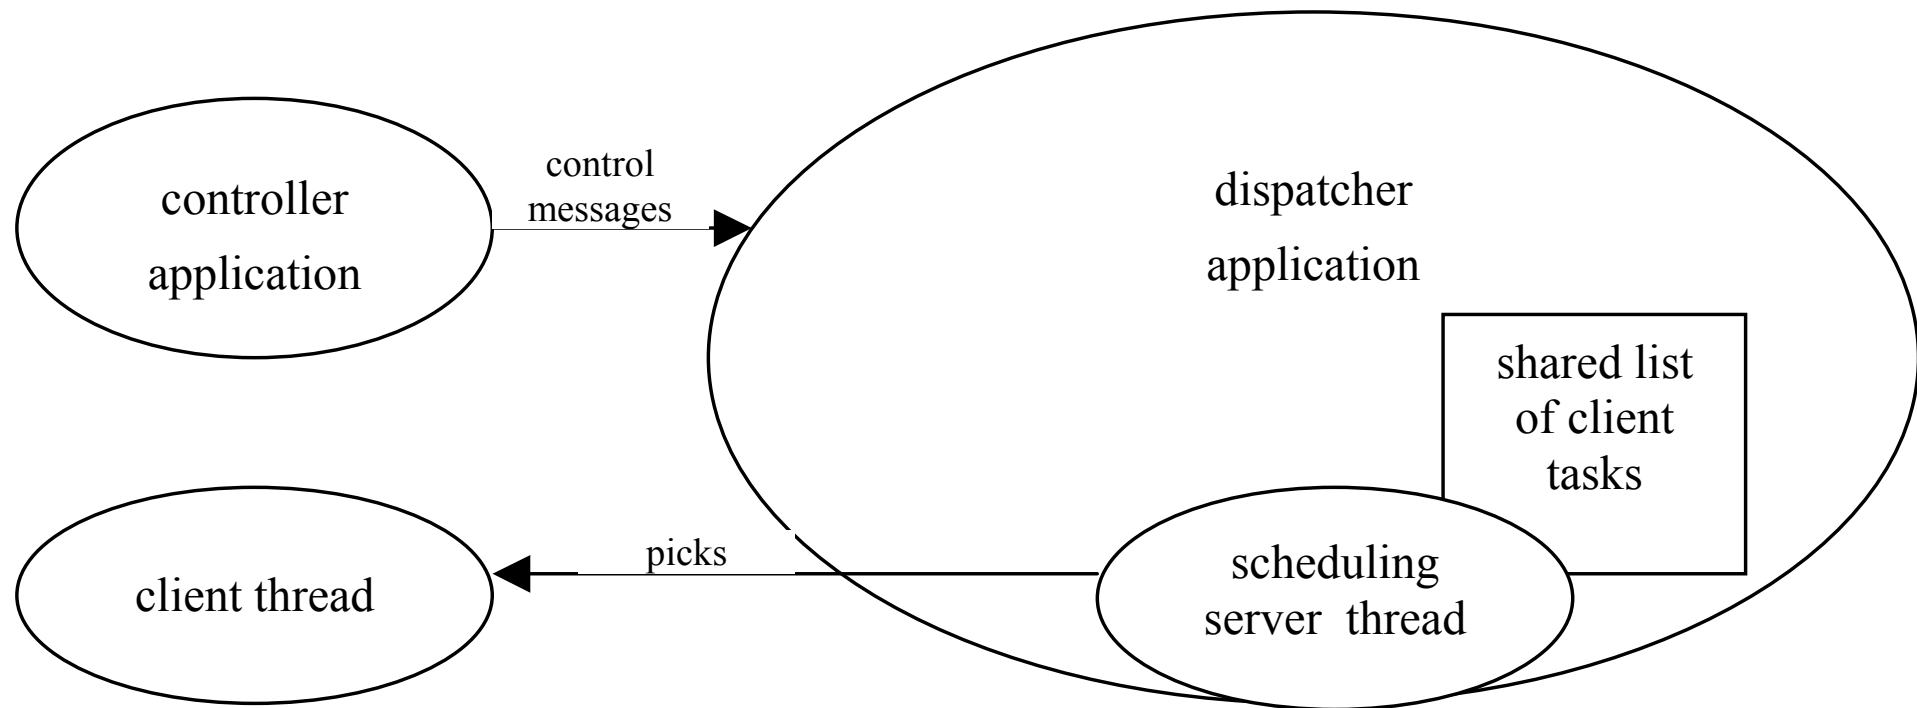 controller
application
control
messages
dispatcher
application
shared list
of client
tasks
client thread
picks
scheduling
server thread